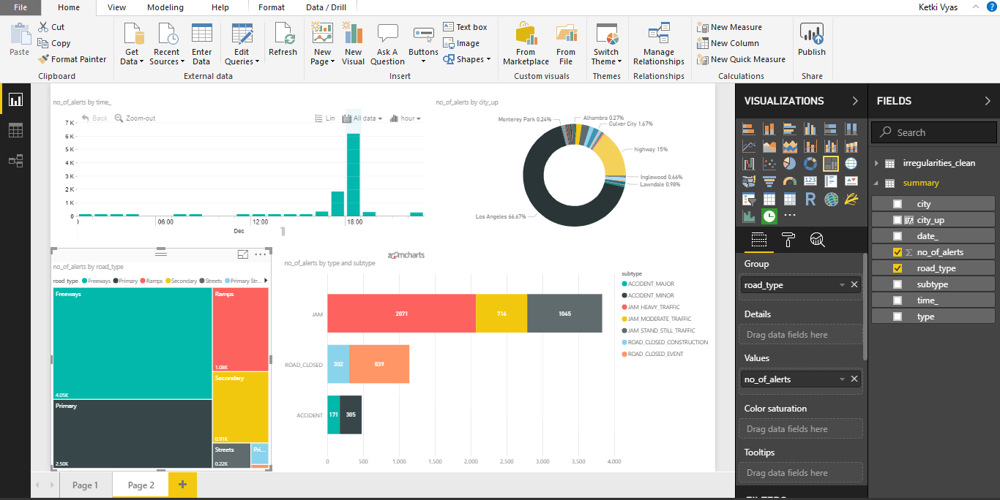 File Home View Modeling Help Format Data / Drill Ketki Vyas ?
Cut
Copy
Format Painter
Paste
Clipboard
Get Data
Recent Sources
Enter Data
Edit Queries
Refresh
External data
New Page
New Visual
Ask A Question
Buttons
Text box
Image
Shapes
Insert
From Marketplace
From File
Custom visuals
Switch Theme
Themes
Manage Relationships
Relationships
New Measure
New Column
New Quick Measure
Calculations
Publish
Share
no_of_alerts by time_
Back Zoom-out Lin All data hour
7 K
6 K
5 K
4 K
3 K
2 K
1 K
0
06:00 12:00 18:00
Dec
no_of_alerts by city_up
Monterey Park 0.24%
Alhambra 0.27%
Culver City 1.67%
highway 15%
Inglewood 0.66%
Lawndale 0.98%
Los Angeles 66.67%
zoomcharts
no_of_alerts by road_type
road_type Freeways Primary Ramps Secondary Streets Primary Str...
Freeways
4.05K
Primary
2.50K
Ramps
1.08K
Secondary
0.91K
Streets
0.22K
Pri...
no_of_alerts by type and subtype
JAM 2071 714 1045
ROAD_CLOSED 302 839
ACCIDENT 171 305
0 500 1,000 1,500 2,000 2,500 3,000 3,500 4,000
subtype
ACCIDENT_MAJOR
ACCIDENT_MINOR
JAM_HEAVY_TRAFFIC
JAM_MODERATE_TRAFFIC
JAM_STAND_STILL_TRAFFIC
ROAD_CLOSED_CONSTRUCTION
ROAD_CLOSED_EVENT
VISUALIZATIONS
123
R
Group
road_type
Details
Drag data fields here
Values
no_of_alerts
Color saturation
Drag data fields here
Tooltips
Drag data fields here
FILTERS
FIELDS
Search
irregularities_clean
summary
city
city_up
date_
Σ no_of_alerts
road_type
subtype
time_
type
Page 1 Page 2 +